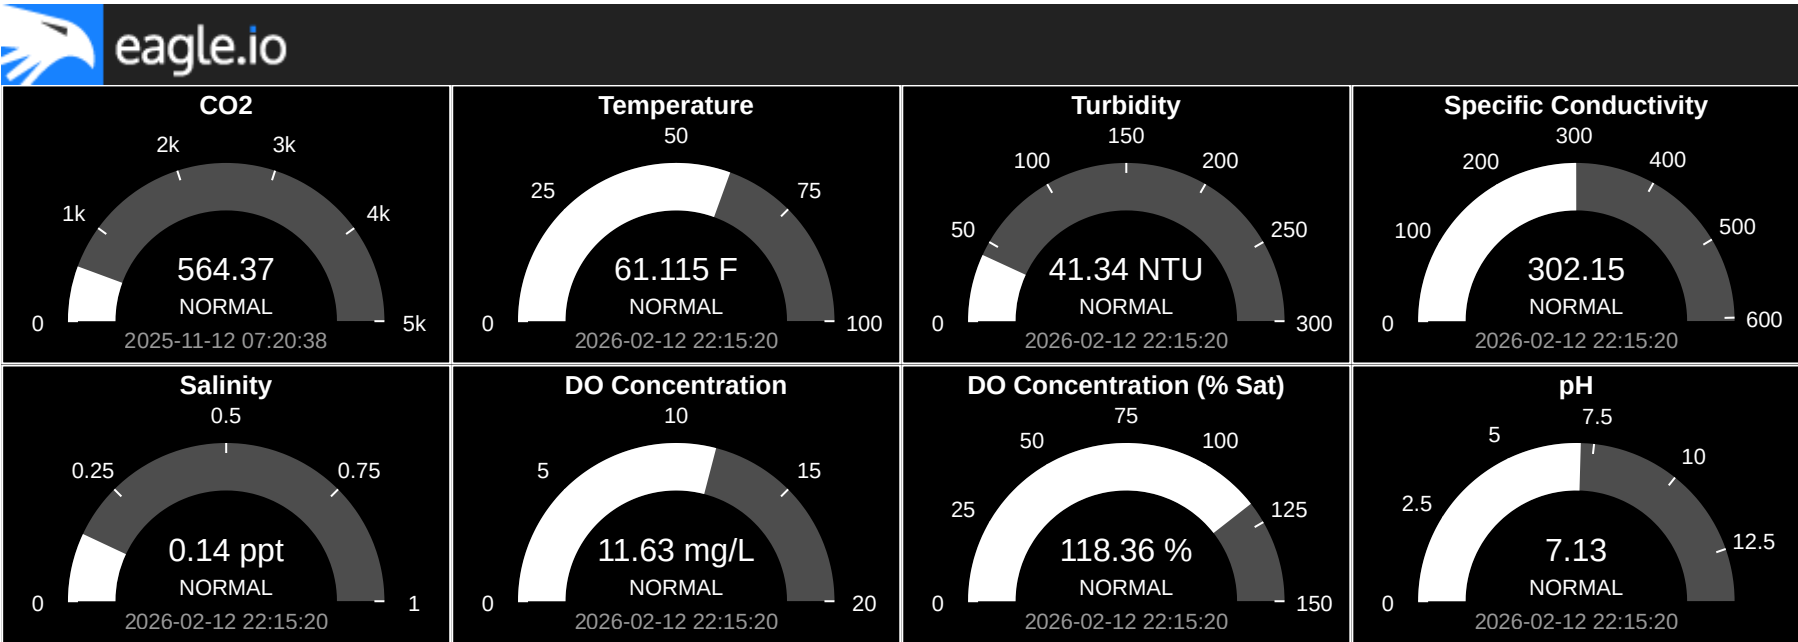 eagle.io
CO2
2k
3k
1k
4k
564.37
NORMAL
0
5k
2025-11-12 07:20:38
Temperature
50
25
75
61.115 F
NORMAL
0
100
2026-02-12 22:15:20
Turbidity
150
100
200
50
250
41.34 NTU
NORMAL
0
300
2026-02-12 22:15:20
Specific Conductivity
300
200
400
100
500
302.15
NORMAL
0
600
2026-02-12 22:15:20
Salinity
0.5
0.25
0.75
0.14 ppt
NORMAL
0
1
2026-02-12 22:15:20
DO Concentration
10
5
15
11.63 mg/L
NORMAL
0
20
2026-02-12 22:15:20
DO Concentration (% Sat)
75
50
100
25
125
118.36 %
NORMAL
0
150
2026-02-12 22:15:20
pH
7.5
5
10
2.5
12.5
7.13
NORMAL
0
2026-02-12 22:15:20